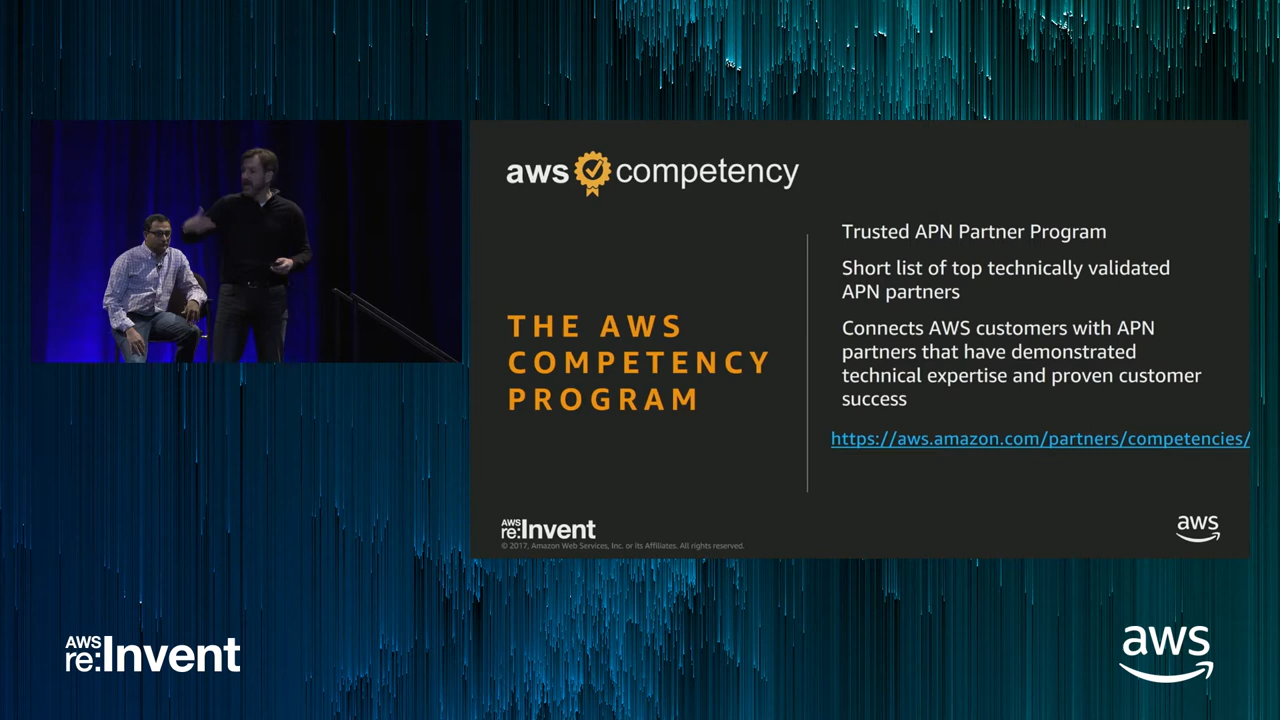 aws competency
THE AWS
COMPETENCY
PROGRAM
Trusted APN Partner Program
Short list of top technically validated
APN partners
Connects AWS customers with APN
partners that have demonstrated
technical expertise and proven customer
success
https://aws.amazon.com/partners/competencies/
AWS
re:Invent
© 2017, Amazon Web Services, Inc. or its Affiliates. All rights reserved.
aws
AWS
re:Invent
aws